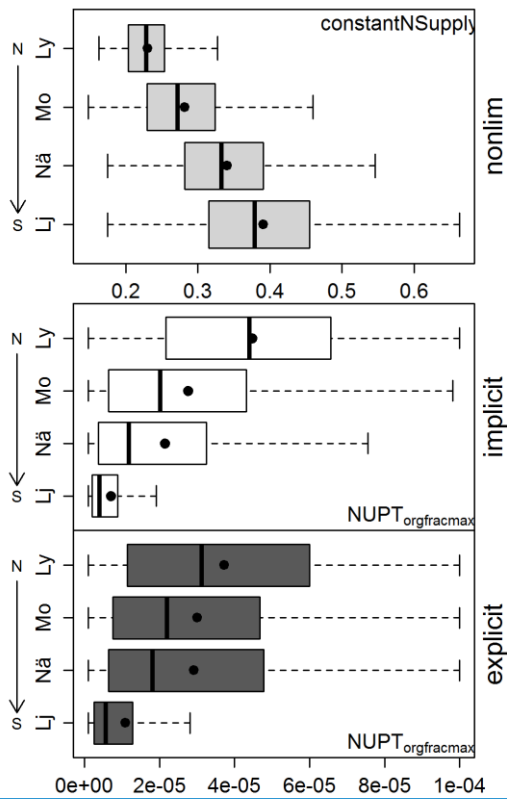 constantNSupply
N
S
Ly
Mo
Nä
Lj
nonlim
0.2 0.3 0.4 0.5 0.6
N
S
Ly
Mo
Nä
Lj
implicit
NUPTorgfracmax
N
S
Ly
Mo
Nä
Lj
explicit
NUPTorgfracmax
0e+00 2e-05 4e-05 6e-05 8e-05 1e-04